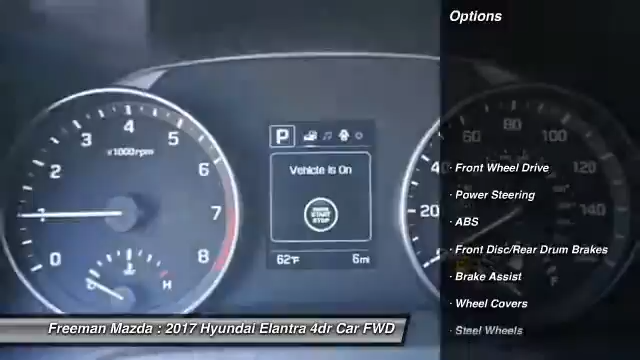 Options
4
3
5
80
x1000rpm
P
60
100
2
6
4
120
Vehicle is On
Front Wheel Drive
Power Steering
1
7
START
STOP
20
140
ABS
Front Disc/Rear Drum Brakes
0
8
62°F
6mi
Brake Assist
C
H
F
Wheel Covers
Freeman Mazda : 2017 Hyundai Elantra 4dr Car FWD
Steel Wheels